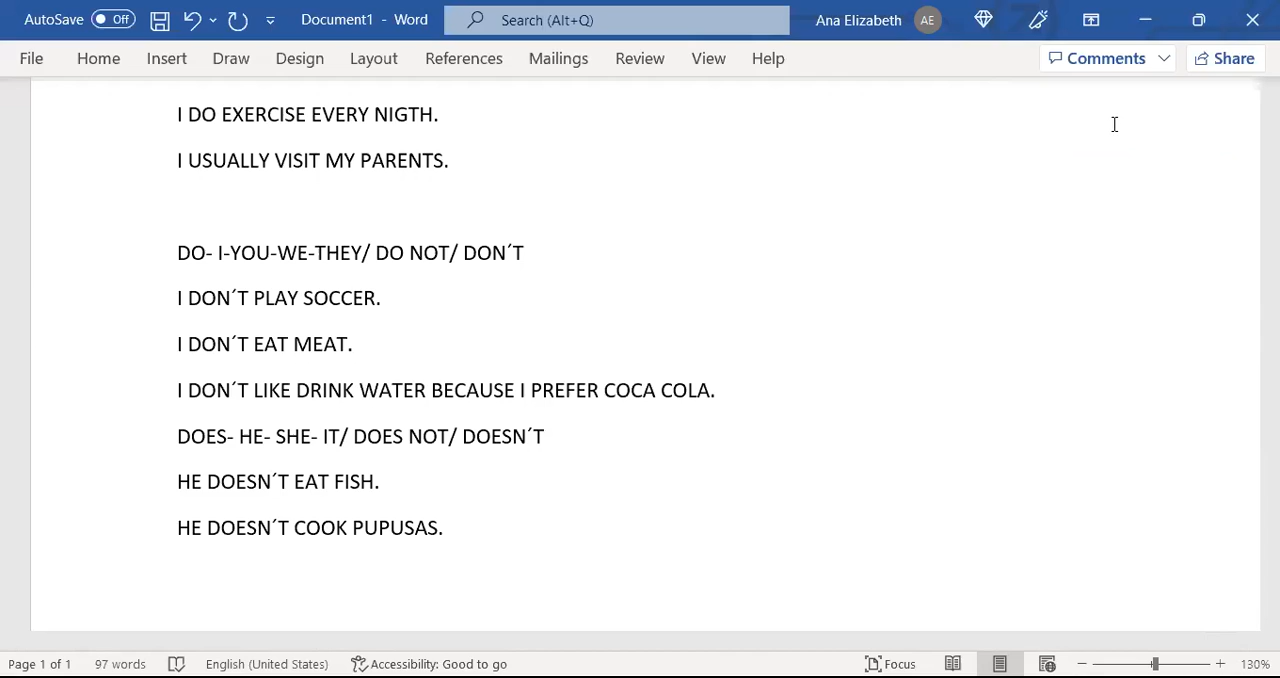 AutoSave Off Document1 - Word Search (Alt+Q) Ana Elizabeth AE
File Home Insert Draw Design Layout References Mailings Review View Help Comments Share
I DO EXERCISE EVERY NIGTH.
I USUALLY VISIT MY PARENTS.
DO- I-YOU-WE-THEY/ DO NOT/ DON´T
I DON´T PLAY SOCCER.
I DON´T EAT MEAT.
I DON´T LIKE DRINK WATER BECAUSE I PREFER COCA COLA.
DOES- HE- SHE- IT/ DOES NOT/ DOESN´T
HE DOESN´T EAT FISH.
HE DOESN´T COOK PUPUSAS.
Page 1 of 1 97 words English (United States) Accessibility: Good to go Focus 130%